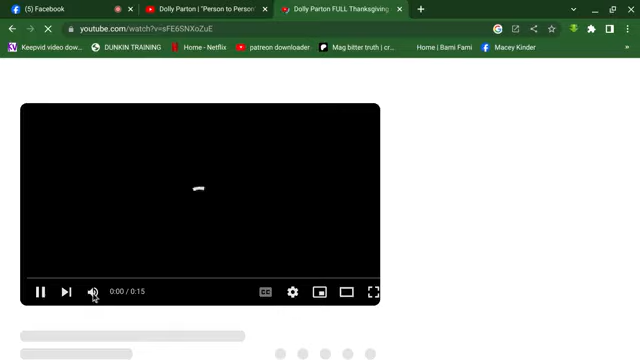 (5) Facebook
Dolly Parton | "Person to Person
Dolly Parton FULL Thanksgiving
youtube.com/watch?v=sFE6SNXoZuE
Keepvid video dow
DUNKIN TRAINING
Home - Netflix
patreon downloader
Mag bitter truth | cr
Home | Bami Fami
Macey Kinder
0:00 / 0:15
CC